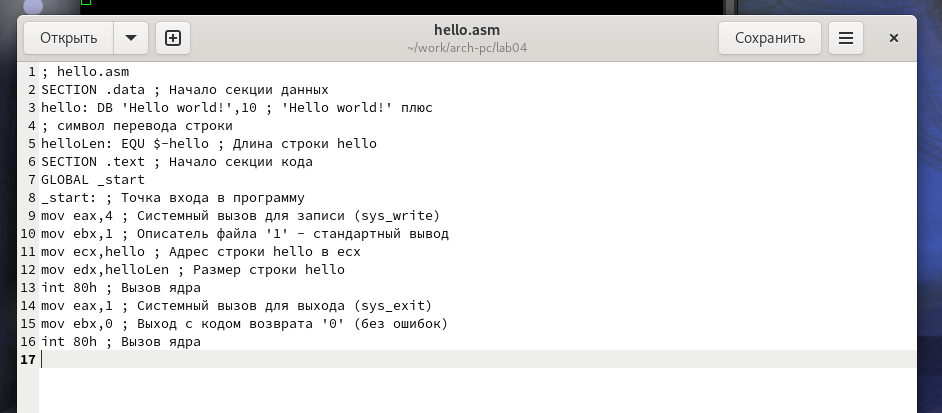 Открыть
hello.asm
~/work/arch-pc/lab04
Сохранить
1 ; hello.asm
2 SECTION .data ; Начало секции данных
3 hello: DB 'Hello world!',10 ; 'Hello world!' плюс
4 ; символ перевода строки
5 helloLen: EQU $-hello ; Длина строки hello
6 SECTION .text ; Начало секции кода
7 GLOBAL _start
8 _start: ; Точка входа в программу
9 mov eax,4 ; Системный вызов для записи (sys_write)
10 mov ebx,1 ; Описатель файла '1' - стандартный вывод
11 mov ecx,hello ; Адрес строки hello в ecx
12 mov edx,helloLen ; Размер строки hello
13 int 80h ; Вызов ядра
14 mov eax,1 ; Системный вызов для выхода (sys_exit)
15 mov ebx,0 ; Выход с кодом возврата '0' (без ошибок)
16 int 80h ; Вызов ядра
17